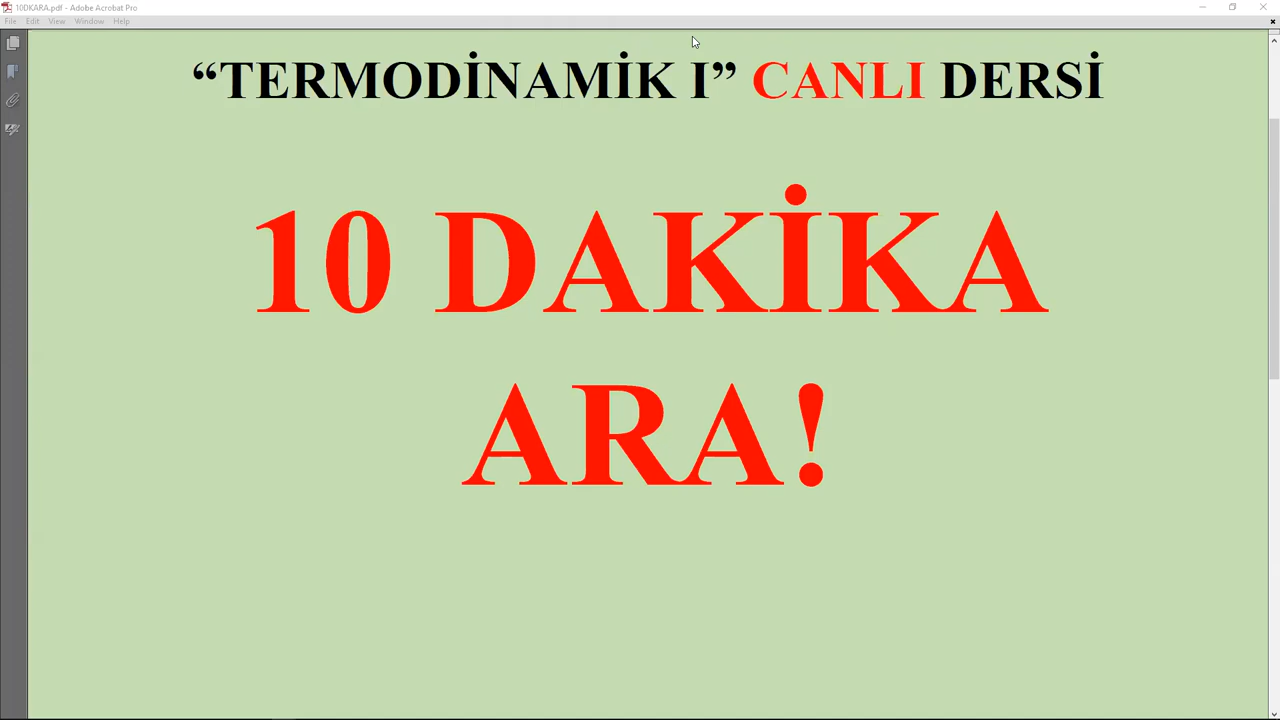 10DKARA.pdf - Adobe Acrobat Pro
File Edit View Window Help
“TERMODİNAMİK I” CANLI DERSİ
10 DAKİKA
ARA!